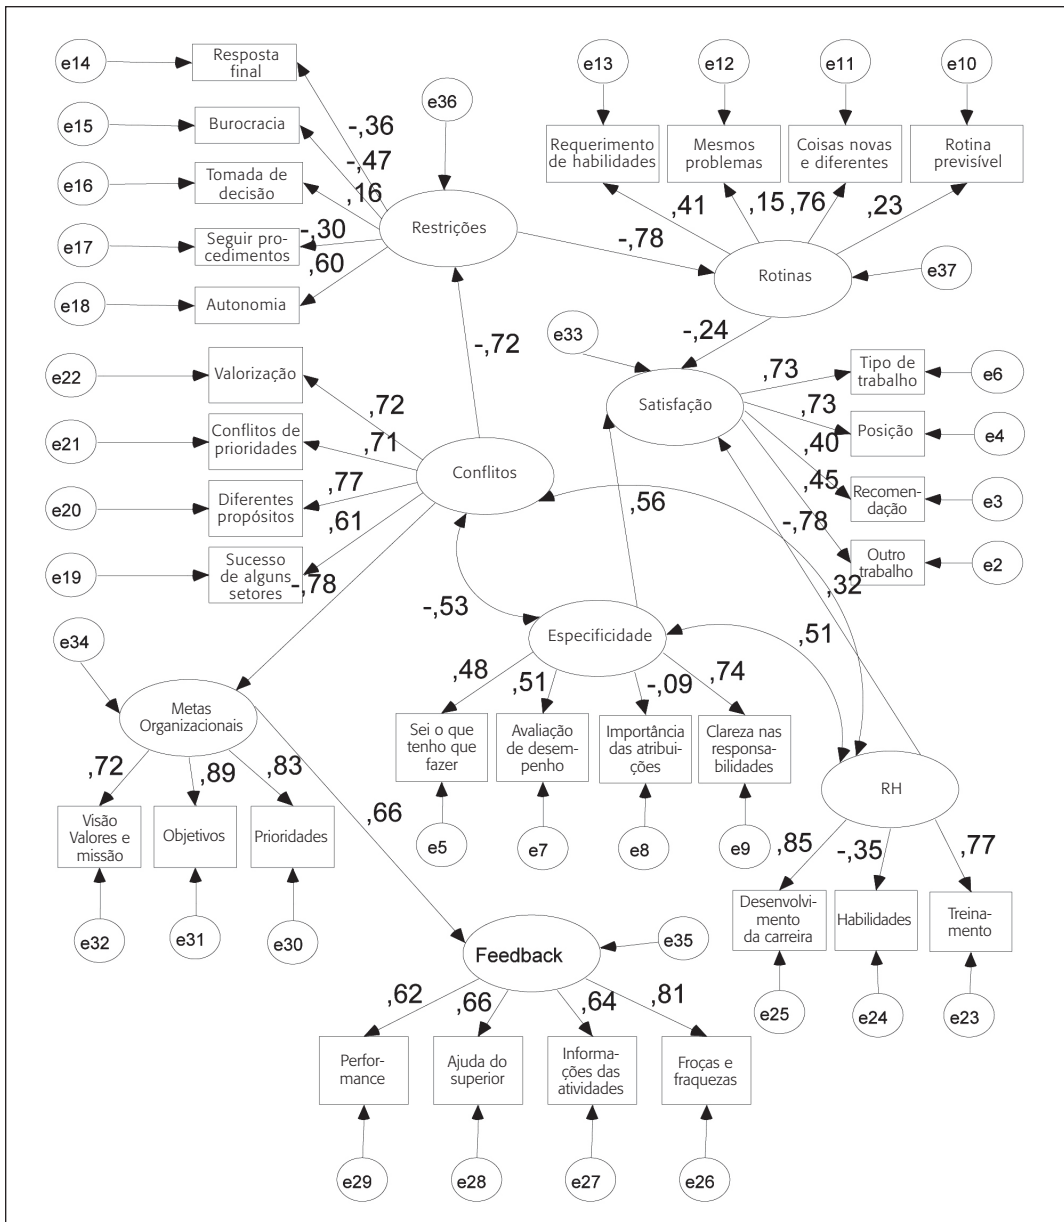 e14
Resposta
final
e15
Burocracia
e16
Tomada de
decisão
e17
Seguir pro-
cedimentos
e18
Autonomia
-,36
-,47
,16
-,30
,60
e36
Restrições
e13
e12
e11
e10
Requerimento
de habilidades
Mesmos
problemas
Coisas novas
e diferentes
Rotina
previsível
,41
,15
,76
,23
-,78
Rotinas
e37
-,72
-,24
e33
Satisfação
,73
,73
,40
,45
Tipo de
trabalho
e6
Posição
e4
Recomen-
dação
e3
Outro
trabalho
e2
e22
Valorização
e21
Conflitos de
prioridades
e20
Diferentes
propósitos
e19
Sucesso
de alguns
setores
,72
,71
,77
,61
-,78
Conflitos
,56
-,78
,32
-,53
,51
Especificidade
,48
,51
-,09
,74
Sei o que
tenho que
fazer
Avaliação
de desem-
penho
Importância
das atribui-
ções
Clareza nas
responsa-
bilidades
e5
e7
e8
e9
e34
Metas
Organizacionais
,72
,89
,83
,66
Visão
Valores e
missão
Objetivos
Prioridades
e32
e31
e30
RH
,85
-,35
,77
Desenvolvi-
mento
da carreira
Habilidades
Treina-
mento
e25
e24
e23
Feedback
e35
,62
,66
,64
,81
Perfor-
mance
Ajuda do
superior
Informa-
ções das
atividades
Froças e
fraquezas
e29
e28
e27
e26